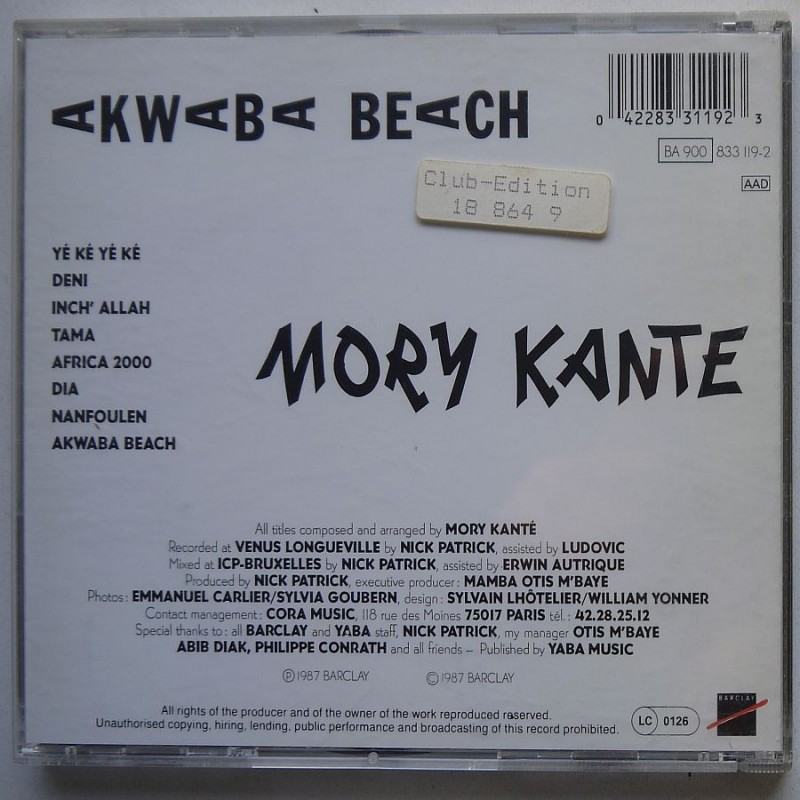 AKWABA BEACH
0 42283 31192 3
BA 900 833 119-2
AAD
Club-Edition
18 864 9
YÉ KÉ YÉ KÉ
DENI
INCH' ALLAH
TAMA
AFRICA 2000
DIA
NANFOULEN
AKWABA BEACH
MORY KANTE
All titles composed and arranged by MORY KANTÉ
Recorded at VENUS LONGUEVILLE by NICK PATRICK, assisted by LUDOVIC
Mixed at ICP-BRUXELLES by NICK PATRICK, assisted by ERWIN AUTRIQUE
Produced by NICK PATRICK, executive producer: MAMBA OTIS M'BAYE
Photos: EMMANUEL CARLIER/SYLVIA GOUBERN, design: SYLVAIN LHÔTELIER/WILLIAM YONNER
Contact management: CORA MUSIC, 118 rue des Moines 75017 PARIS tél.: 42.28.25.12
Special thanks to: all BARCLAY and YABA staff, NICK PATRICK, my manager OTIS M'BAYE
ABIB DIAK, PHILIPPE CONRATH and all friends – Published by YABA MUSIC
Ⓟ 1987 BARCLAY © 1987 BARCLAY
All rights of the producer and of the owner of the work reproduced reserved.
Unauthorised copying, hiring, lending, public performance and broadcasting of this record prohibited.
LC 0126
BARCLAY